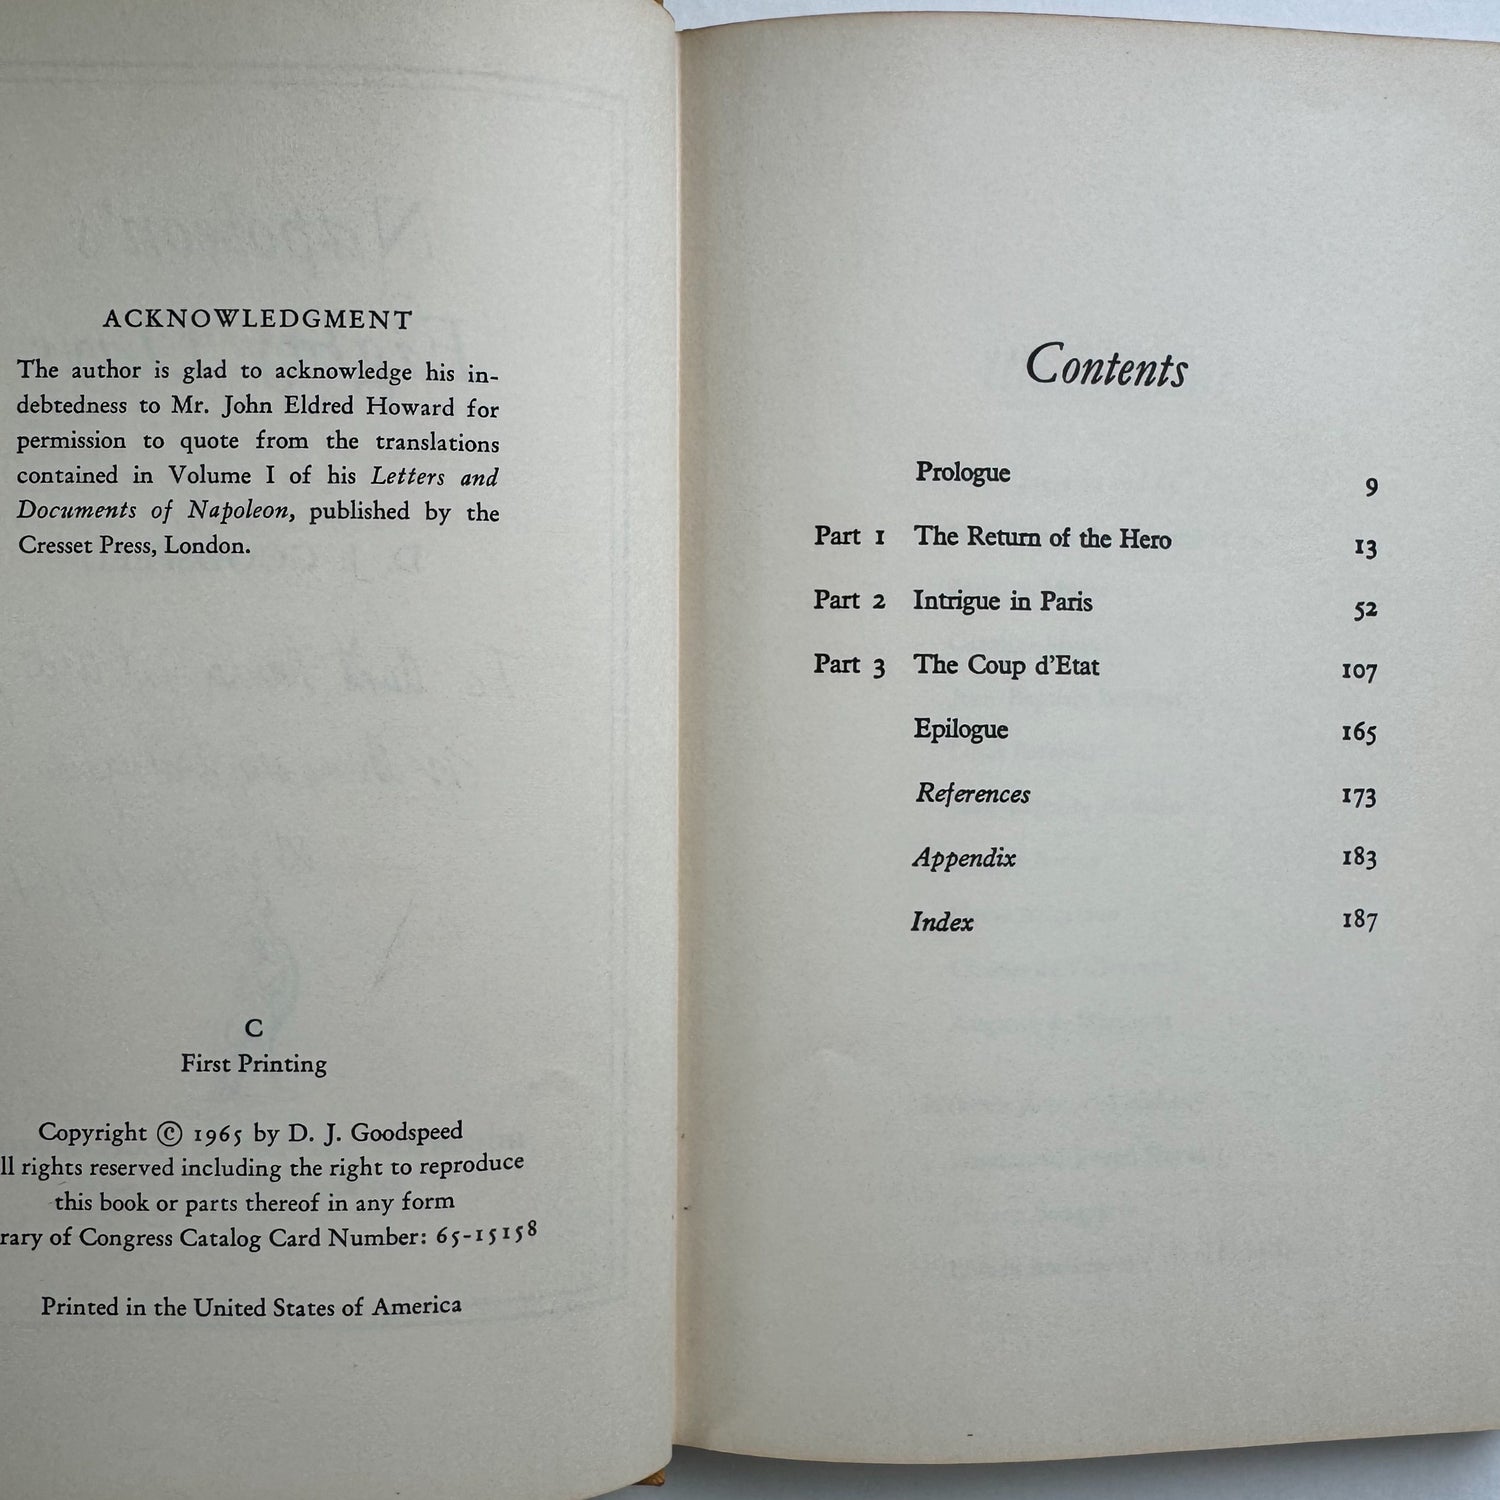 ACKNOWLEDGMENT
The author is glad to acknowledge his in-
debtedness to Mr. John Eldred Howard for
permission to quote from the translations
contained in Volume I of his Letters and
Documents of Napoleon, published by the
Cresset Press, London.
C
First Printing
Copyright © 1965 by D. J. Goodspeed
ll rights reserved including the right to reproduce
this book or parts thereof in any form
rary of Congress Catalog Card Number: 65-15158
Printed in the United States of America
Contents
Prologue 9
Part 1 The Return of the Hero 13
Part 2 Intrigue in Paris 52
Part 3 The Coup d'Etat 107
Epilogue 165
References 173
Appendix 183
Index 187